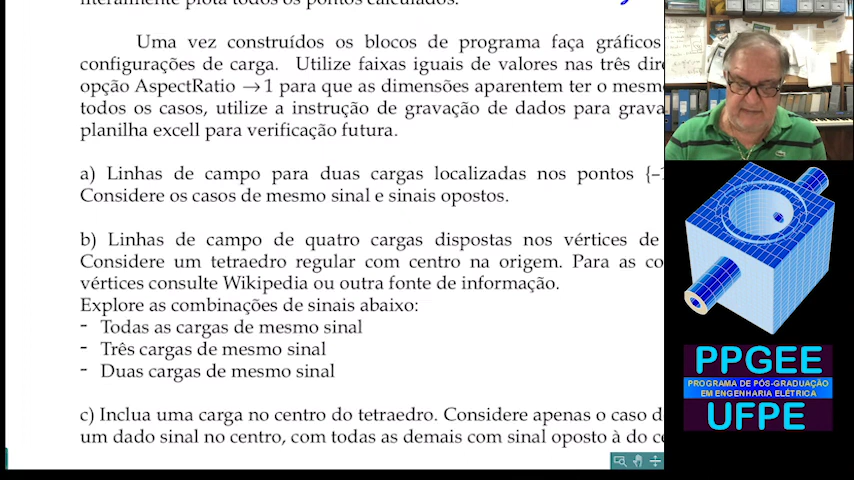 literalmente plota todos os pontos calculados.
Uma vez construídos os blocos de programa faça gráficos
configurações de carga. Utilize faixas iguais de valores nas três
opção AspectRatio →1 para que as dimensões aparentem ter o
todos os casos, utilize a instrução de gravação de dados para
planilha excell para verificação futura.
a) Linhas de campo para duas cargas localizadas nos pontos
Considere os casos de mesmo sinal e sinais opostos.
b) Linhas de campo de quatro cargas dispostas nos vértices de
Considere um tetraedro regular com centro na origem. Para as
vértices consulte Wikipedia ou outra fonte de informação.
Explore as combinações de sinais abaixo:
- Todas as cargas de mesmo sinal
- Três cargas de mesmo sinal
- Duas cargas de mesmo sinal
c) Inclua uma carga no centro do tetraedro. Considere apenas o caso
um dado sinal no centro, com todas as demais com sinal oposto à do
PPGEE
PROGRAMA DE PÓS-GRADUAÇÃO
EM ENGENHARIA ELÉTRICA
UFPE